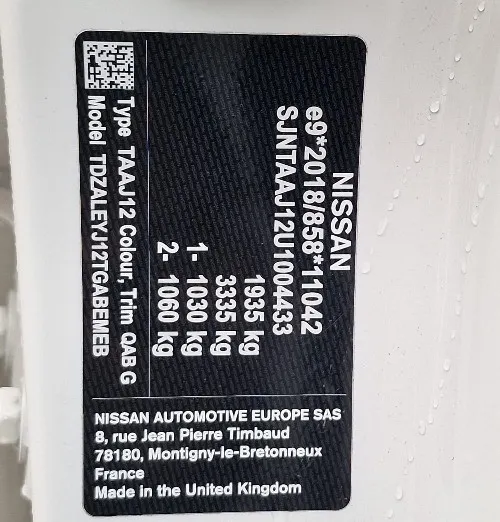 NISSAN
e9*2018/858*11042
SJNTAAJ12U1004433
1935 kg
3335 kg
1- 1030 kg
2- 1060 kg
Type TAAJ12 Colour, Trim QAB G
Model TDZALEYJ12TGABEMEB
NISSAN AUTOMOTIVE EUROPE SAS
8, rue Jean Pierre Timbaud
78180, Montigny-le-Bretonneux
France
Made in the United Kingdom